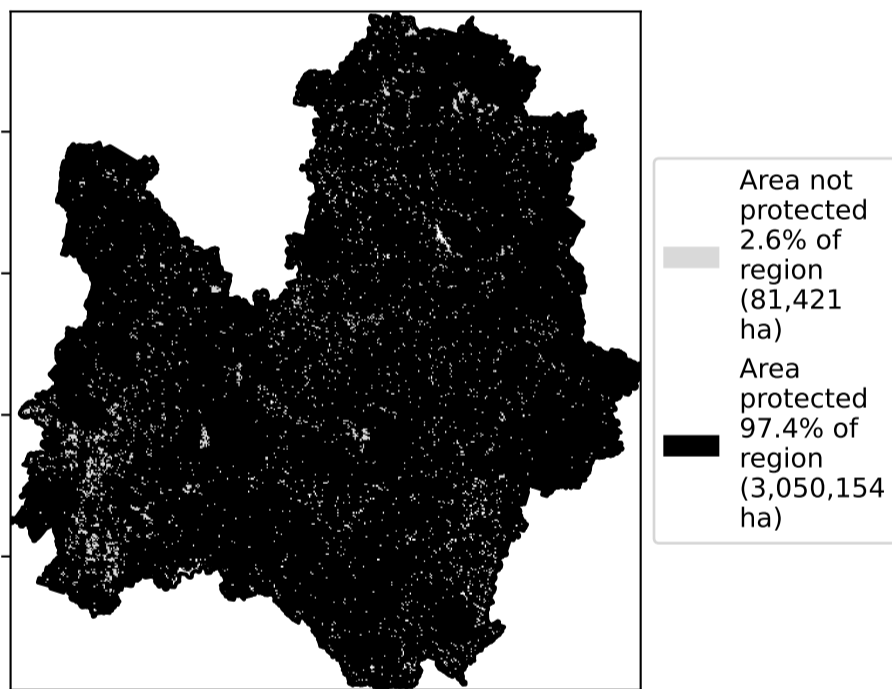 Area not
protected
2.6% of
region
(81,421
ha)
Area
protected
97.4% of
region
(3,050,154
ha)